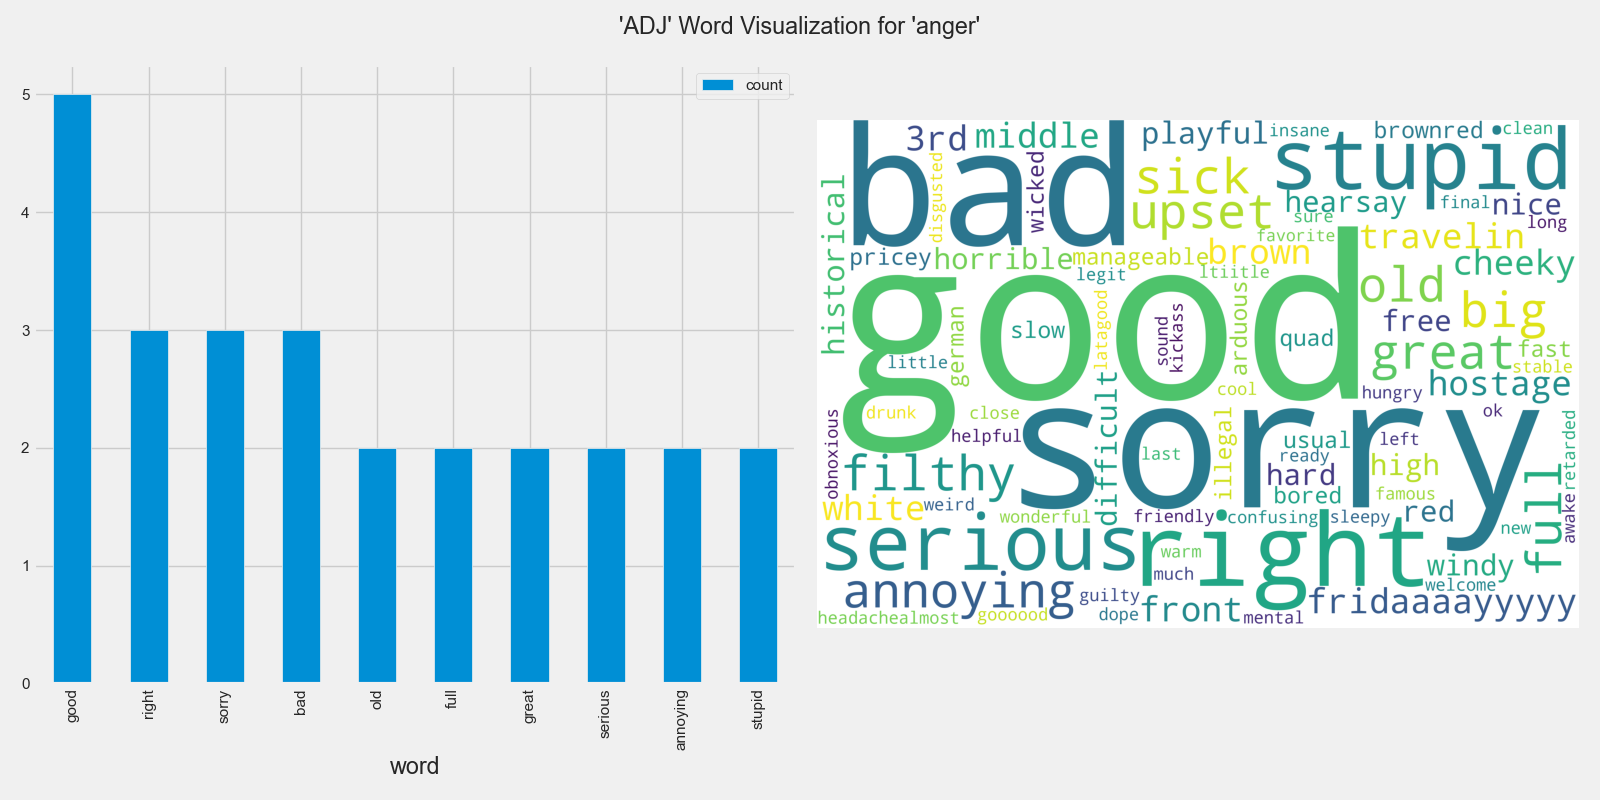 'ADJ' Word Visualization for 'anger'
count
5
4
3
2
1
0
good
right
sorry
bad
old
full
great
serious
annoying
stupid
word
bad
good
sorry
stupid
right
serious
annoying
3rd
middle
playful
insane
brownred
clean
disgusted
wicked
sick
upset
hearsay
sure
final
nice
long
historical
pricey
horrible
manageable
legit
brown
favorite
ltiitle
travelin
cheeky
old
free
big
great
fast
stable
hostage
hungry
slow
little
german
latagood
sound
kickass
arduous
quad
cool
drunk
close
helpful
difficult
last
illegal
usual
ready
left
ok
hard
high
bored
famous
obnoxious
filthy
white
weird
wonderful
friendly
confusing
sleepy
red
new
full
awake
retarded
windy
welcome
warm
much
guilty
dope
front
mental
fridaaaayyyyy
headachealmost
goooood